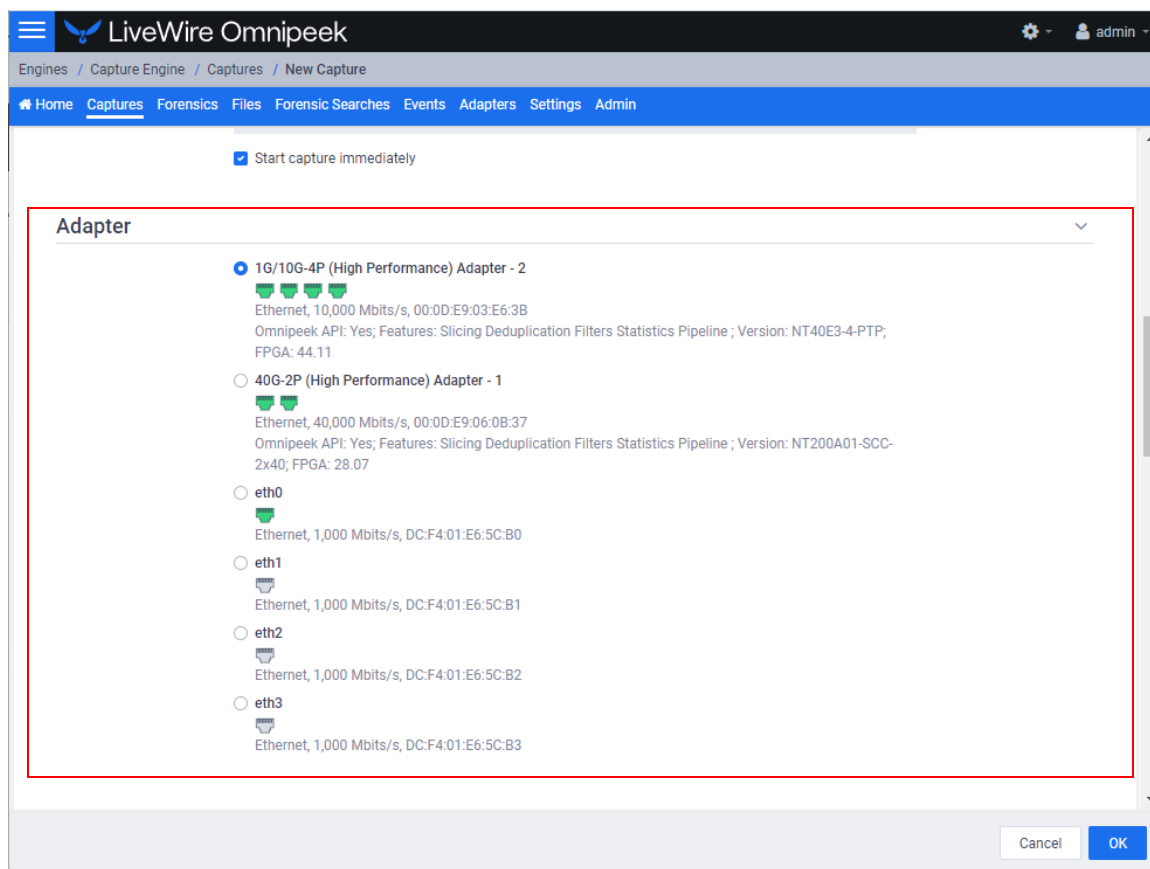 LiveWire Omnipeek
admin
Engines / Capture Engine / Captures / New Capture
Home Captures Forensics Files Forensic Searches Events Adapters Settings Admin
Start capture immediately
Adapter
1G/10G-4P (High Performance) Adapter - 2
Ethernet, 10,000 Mbits/s, 00:0D:E9:03:E6:3B
Omnipeek API: Yes; Features: Slicing Deduplication Filters Statistics Pipeline ; Version: NT40E3-4-PTP;
FPGA: 44.11
40G-2P (High Performance) Adapter - 1
Ethernet, 40,000 Mbits/s, 00:0D:E9:06:0B:37
Omnipeek API: Yes; Features: Slicing Deduplication Filters Statistics Pipeline ; Version: NT200A01-SCC-
2x40; FPGA: 28.07
eth0
Ethernet, 1,000 Mbits/s, DC:F4:01:E6:5C:B0
eth1
Ethernet, 1,000 Mbits/s, DC:F4:01:E6:5C:B1
eth2
Ethernet, 1,000 Mbits/s, DC:F4:01:E6:5C:B2
eth3
Ethernet, 1,000 Mbits/s, DC:F4:01:E6:5C:B3
Cancel OK